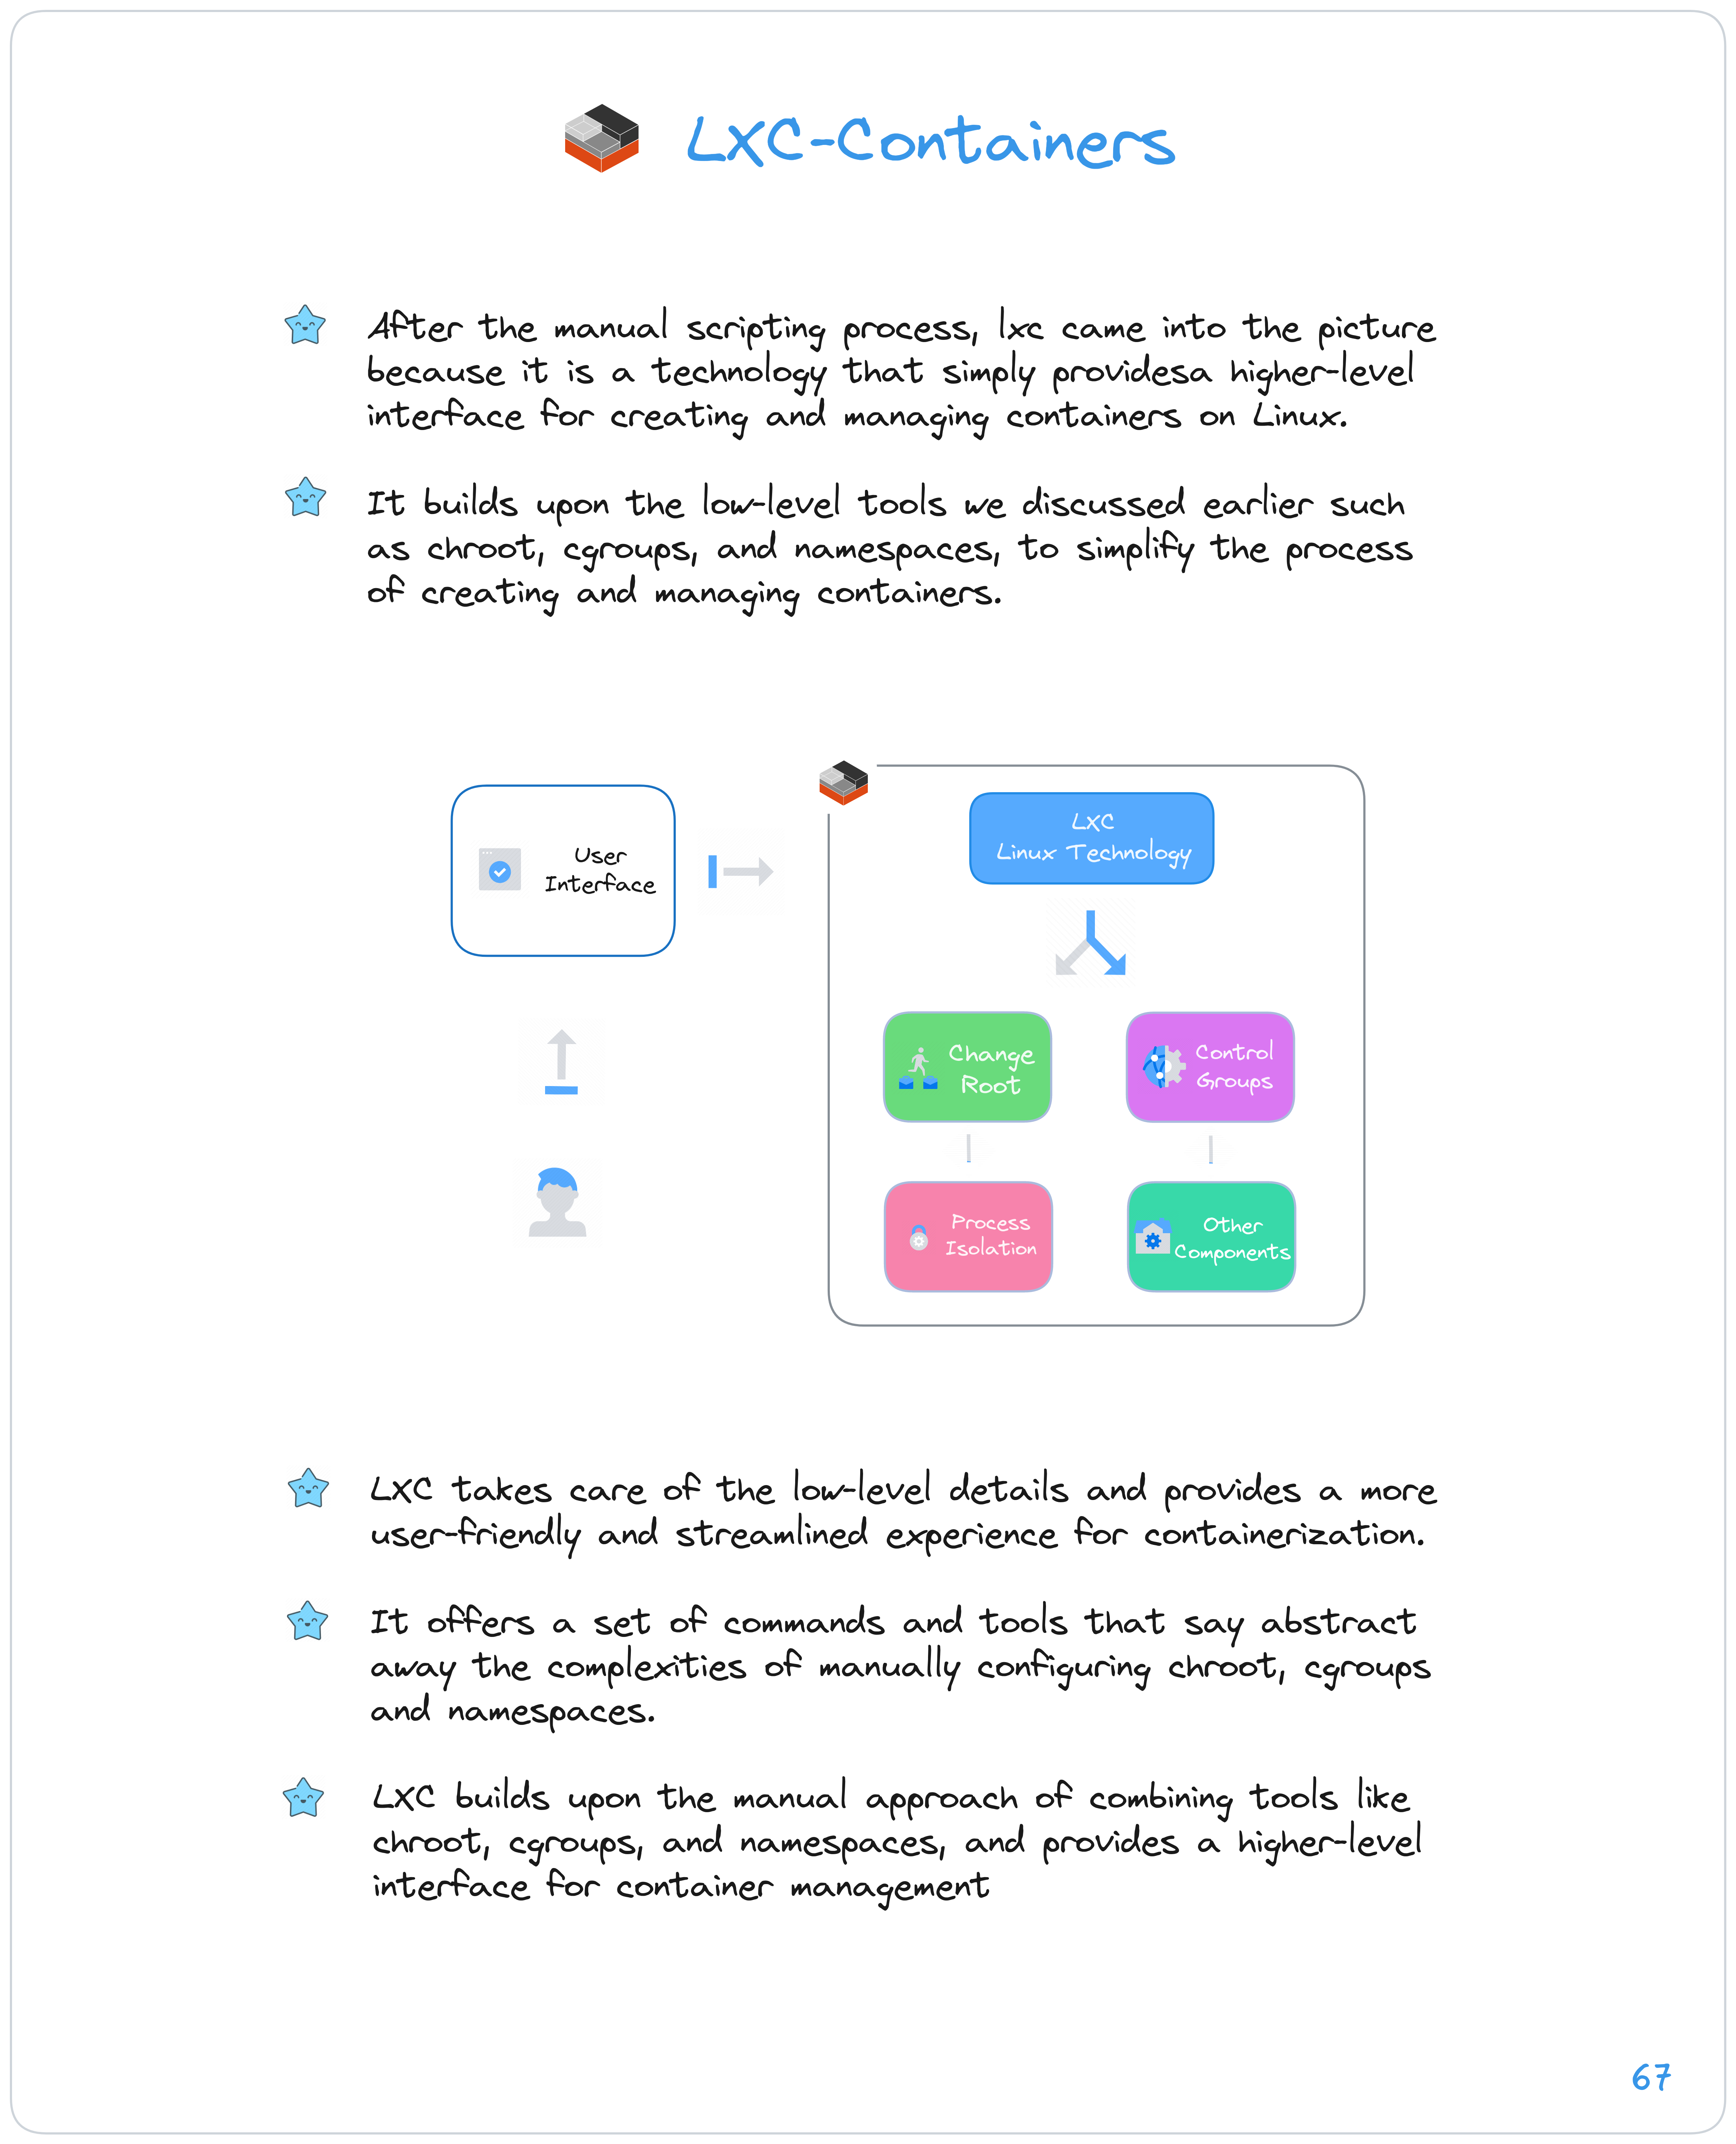 LXC-Containers
After the manual scripting process, lxc came into the picture
because it is a technology that simply providesa higher-level
interface for creating and managing containers on Linux.
It builds upon the low-level tools we discussed earlier such
as chroot, cgroups, and namespaces, to simplify the process
of creating and managing containers.
User
Interface
LXC
Linux Technology
Change
Root
Control
Groups
Process
Isolation
Other
Components
LXC takes care of the low-level details and provides a more
user-friendly and streamlined experience for containerization.
It offers a set of commands and tools that say abstract
away the complexities of manually configuring chroot, cgroups
and namespaces.
LXC builds upon the manual approach of combining tools like
chroot, cgroups, and namespaces, and provides a higher-level
interface for container management
67